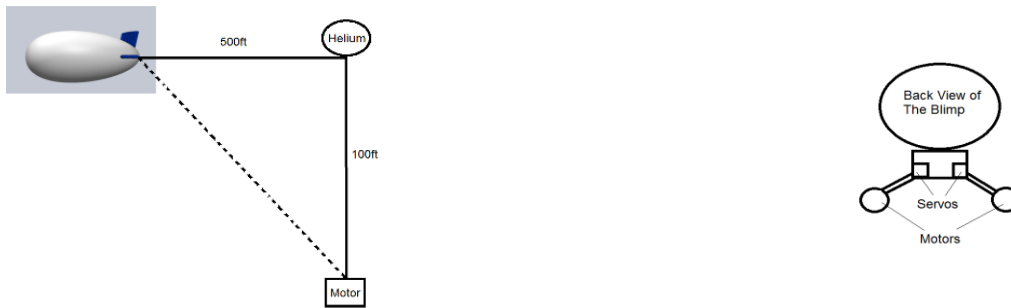 500ft
Helium
100ft
Motor
Back View of
The Blimp
Servos
Motors